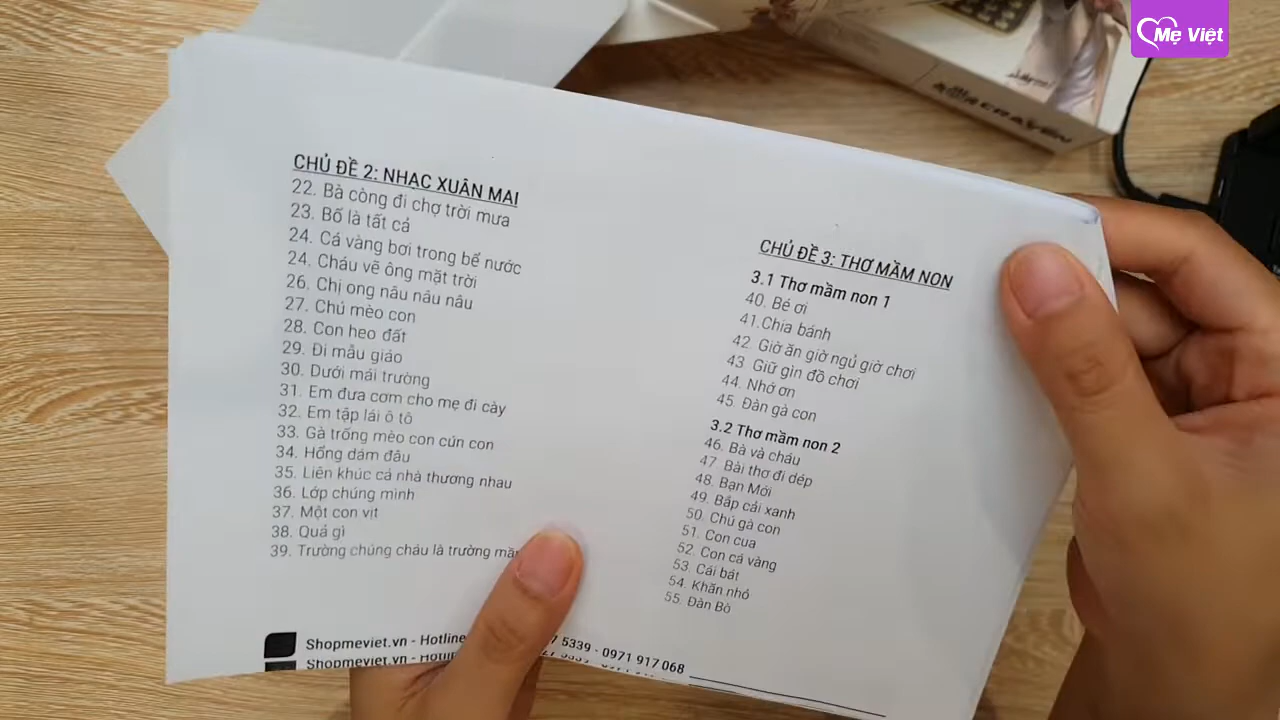 Mẹ Việt
CHỦ ĐỀ 2: NHẠC XUÂN MAI
22. Bà còng đi chợ trời mưa
23. Bố là tất cả
24. Cá vàng bơi trong bể nước
24. Cháu vẽ ông mặt trời
26. Chị ong nâu nâu nâu
27. Chú mèo con
28. Con heo đất
29. Đi mẫu giáo
30. Dưới mái trường
31. Em đưa cơm cho mẹ đi cày
32. Em tập lái ô tô
33. Gà trống mèo con cún con
34. Hổng dám đâu
35. Liên khúc cả nhà thương nhau
36. Lớp chúng mình
37. Một con vịt
38. Quả gì
39. Trường chúng cháu là trường
CHỦ ĐỀ 3: THƠ MẦM NON
3.1 Thơ mầm non 1
40. Bé ơi
41.Chia bánh
42. Giờ ăn giờ ngủ giờ chơi
43 Giữ gìn đồ chơi
44. Nhớ ơn
45. Đàn gà con
3.2 Thơ mầm non 2
46. Bà và cháu
47 Bài thơ đi dép
48. Bạn Mới
49. Bắp cải xanh
50. Chú gà con
51. Con cua
52. Con cá vàng
53. Cái bát
54. Khăn nhỏ
55. Đàn Bò
Shopmeviet.vn - Hotline 5339 - 0971 917 068
Shopmeviet.vn